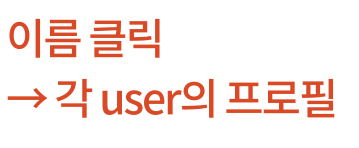 이름 클릭
→ 각 user의 프로필